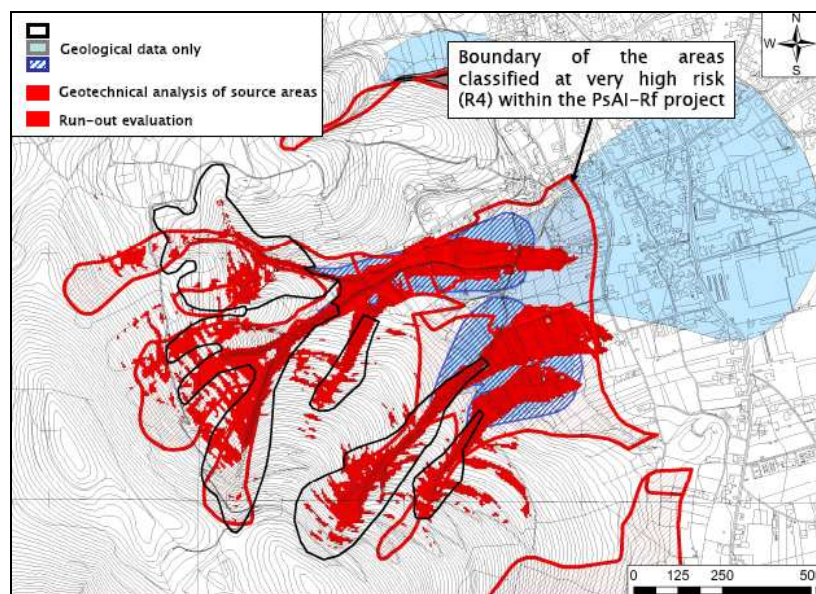 Geological data only
Geotechnical analysis of source areas
Run-out evaluation
Boundary of the areas
classified at very high risk
(R4) within the PsAI-Rf project
N
W E
S
0 125 250 500